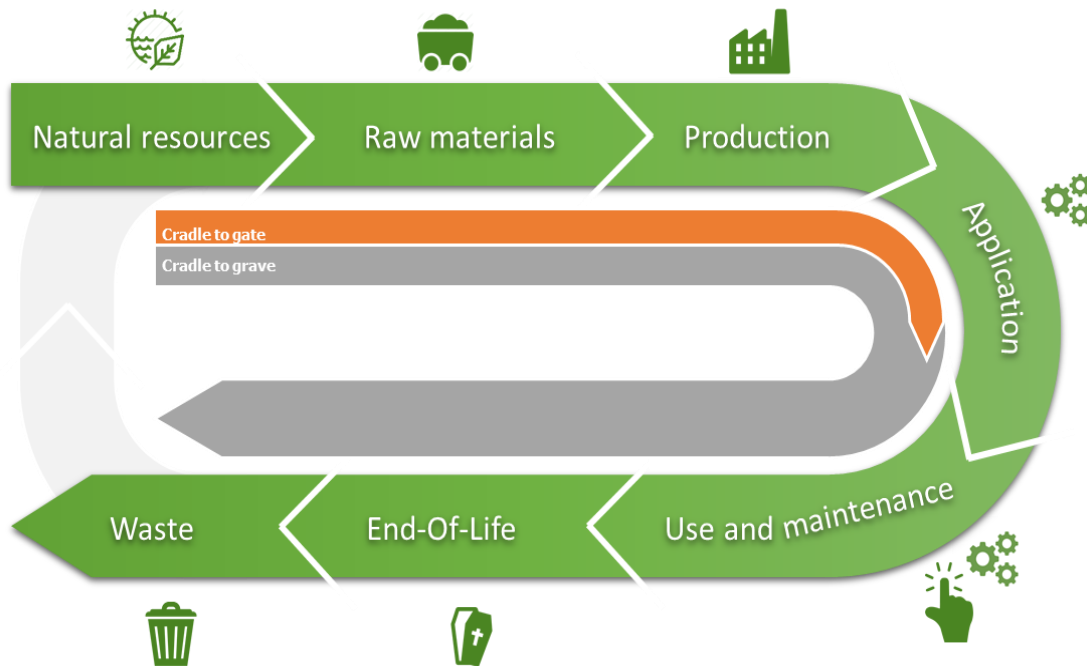 Natural resources
Raw materials
Production
Application
Cradle to gate
Cradle to grave
Use and maintenance
End-Of-Life
Waste